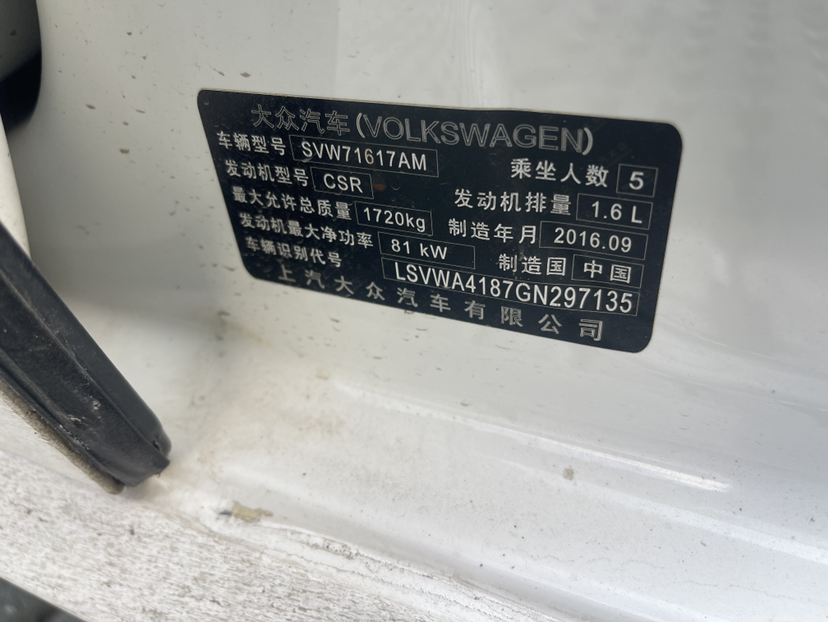 大众汽车(VOLKSWAGEN)
车辆型号 SVW71617AM 乘坐人数 5
发动机型号 CSR 发动机排量 1.6 L
最大允许总质量 1720kg 制造年月 2016.09
发动机最大净功率 81 kW 制造国 中国
车辆识别代号 LSVWA4187GN297135
上汽大众汽车有限公司